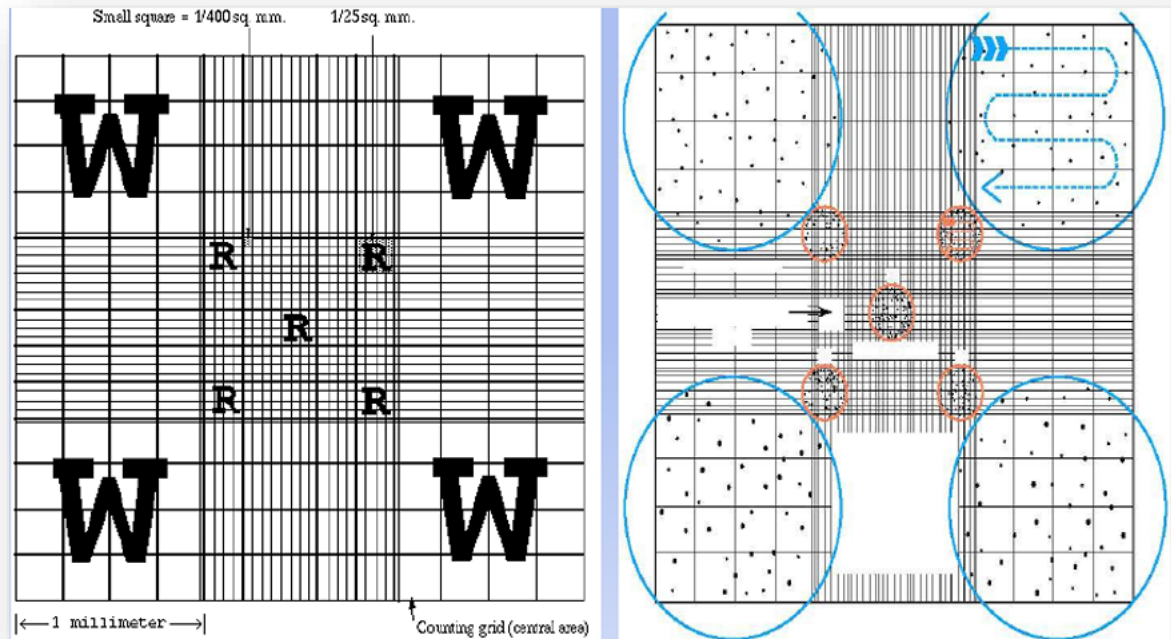 Small square = 1/400 sq. mm.
1/25 sq. mm.
W
W
R
R
R
R
R
W
W
1 millimeter
Counting grid (central area)